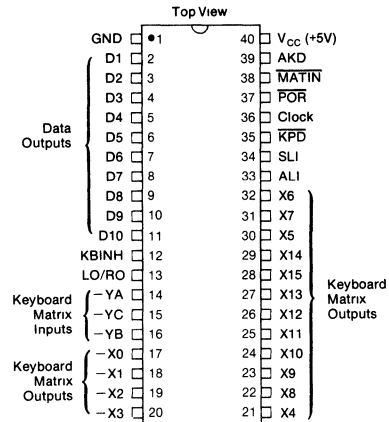 Top View
GND 1 40 V_CC (+5V)
D1 2 39 AKD
D2 3 38 M̅A̅T̅I̅N̅
D3 4 37 P̅O̅R̅
D4 5 36 Clock
D5 6 35 K̅P̅D̅
D6 7 34 SLI
D7 8 33 ALI
D8 9 32 X6
D9 10 31 X7
D10 11 30 X5
KBINH 12 29 X14
LO/RO 13 28 X15
YA 14 27 X13
YC 15 26 X12
YB 16 25 X11
X0 17 24 X10
X1 18 23 X9
X2 19 22 X8
X3 20 21 X4
Data
Outputs
Keyboard
Matrix
Inputs
Keyboard
Matrix
Outputs
Keyboard
Matrix
Outputs